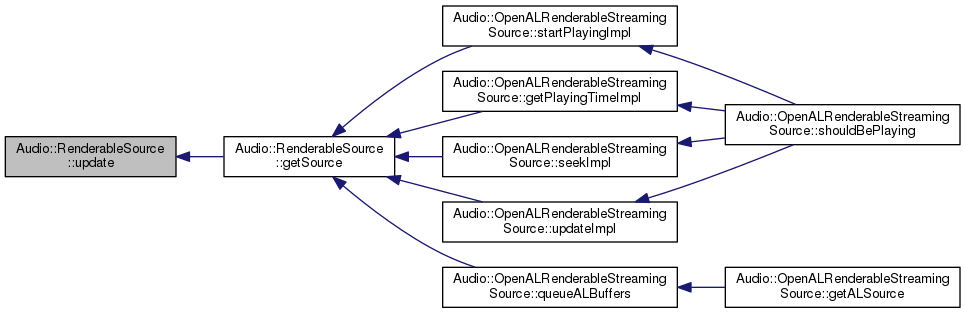 Audio::RenderableSource
::update
Audio::RenderableSource
::getSource
Audio::OpenALRenderableStreaming
Source::startPlayingImpl
Audio::OpenALRenderableStreaming
Source::getPlayingTimeImpl
Audio::OpenALRenderableStreaming
Source::seekImpl
Audio::OpenALRenderableStreaming
Source::updateImpl
Audio::OpenALRenderableStreaming
Source::queueALBuffers
Audio::OpenALRenderableStreaming
Source::shouldBePlaying
Audio::OpenALRenderableStreaming
Source::getALSource